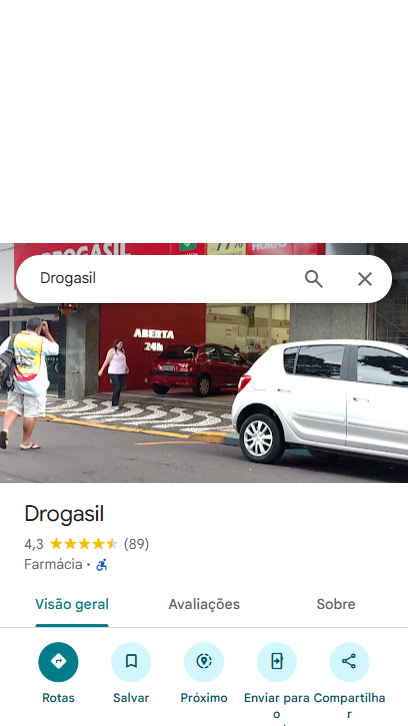 DROGASIL
HORAS
Drogasil
ABERTA
24h
Drogasil
4,3 (89)
Farmácia •
Visão geral Avaliações Sobre
Rotas Salvar Próximo Enviar para o Compartilhar